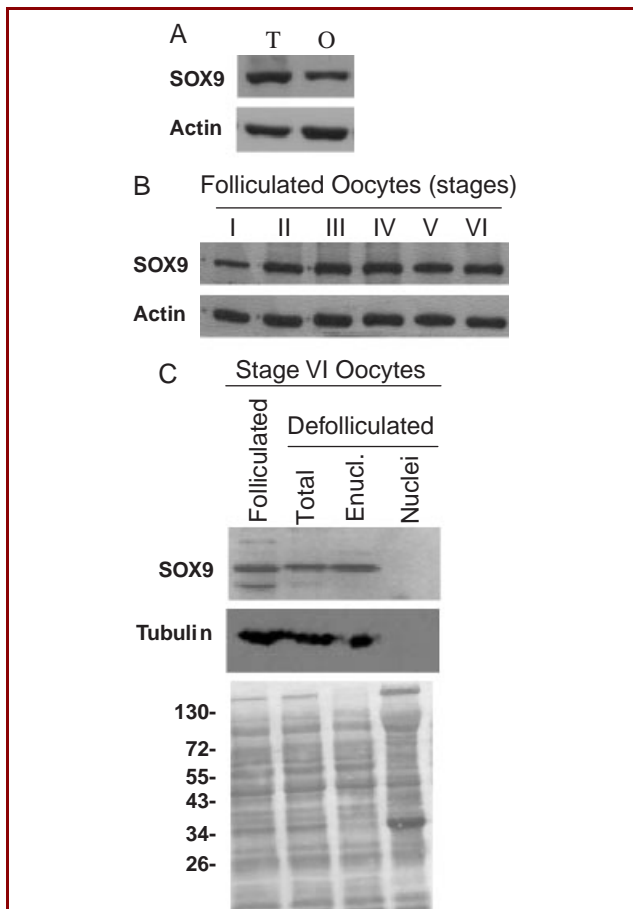 A
T O
SOX9
Actin
B
Folliculated Oocytes (stages)
I II III IV V VI
SOX9
Actin
C
Stage VI Oocytes
Folliculated
Defolliculated
Total
Enucl.
Nuclei
SOX9
Tubulin
130-
72-
55-
43-
34-
26-